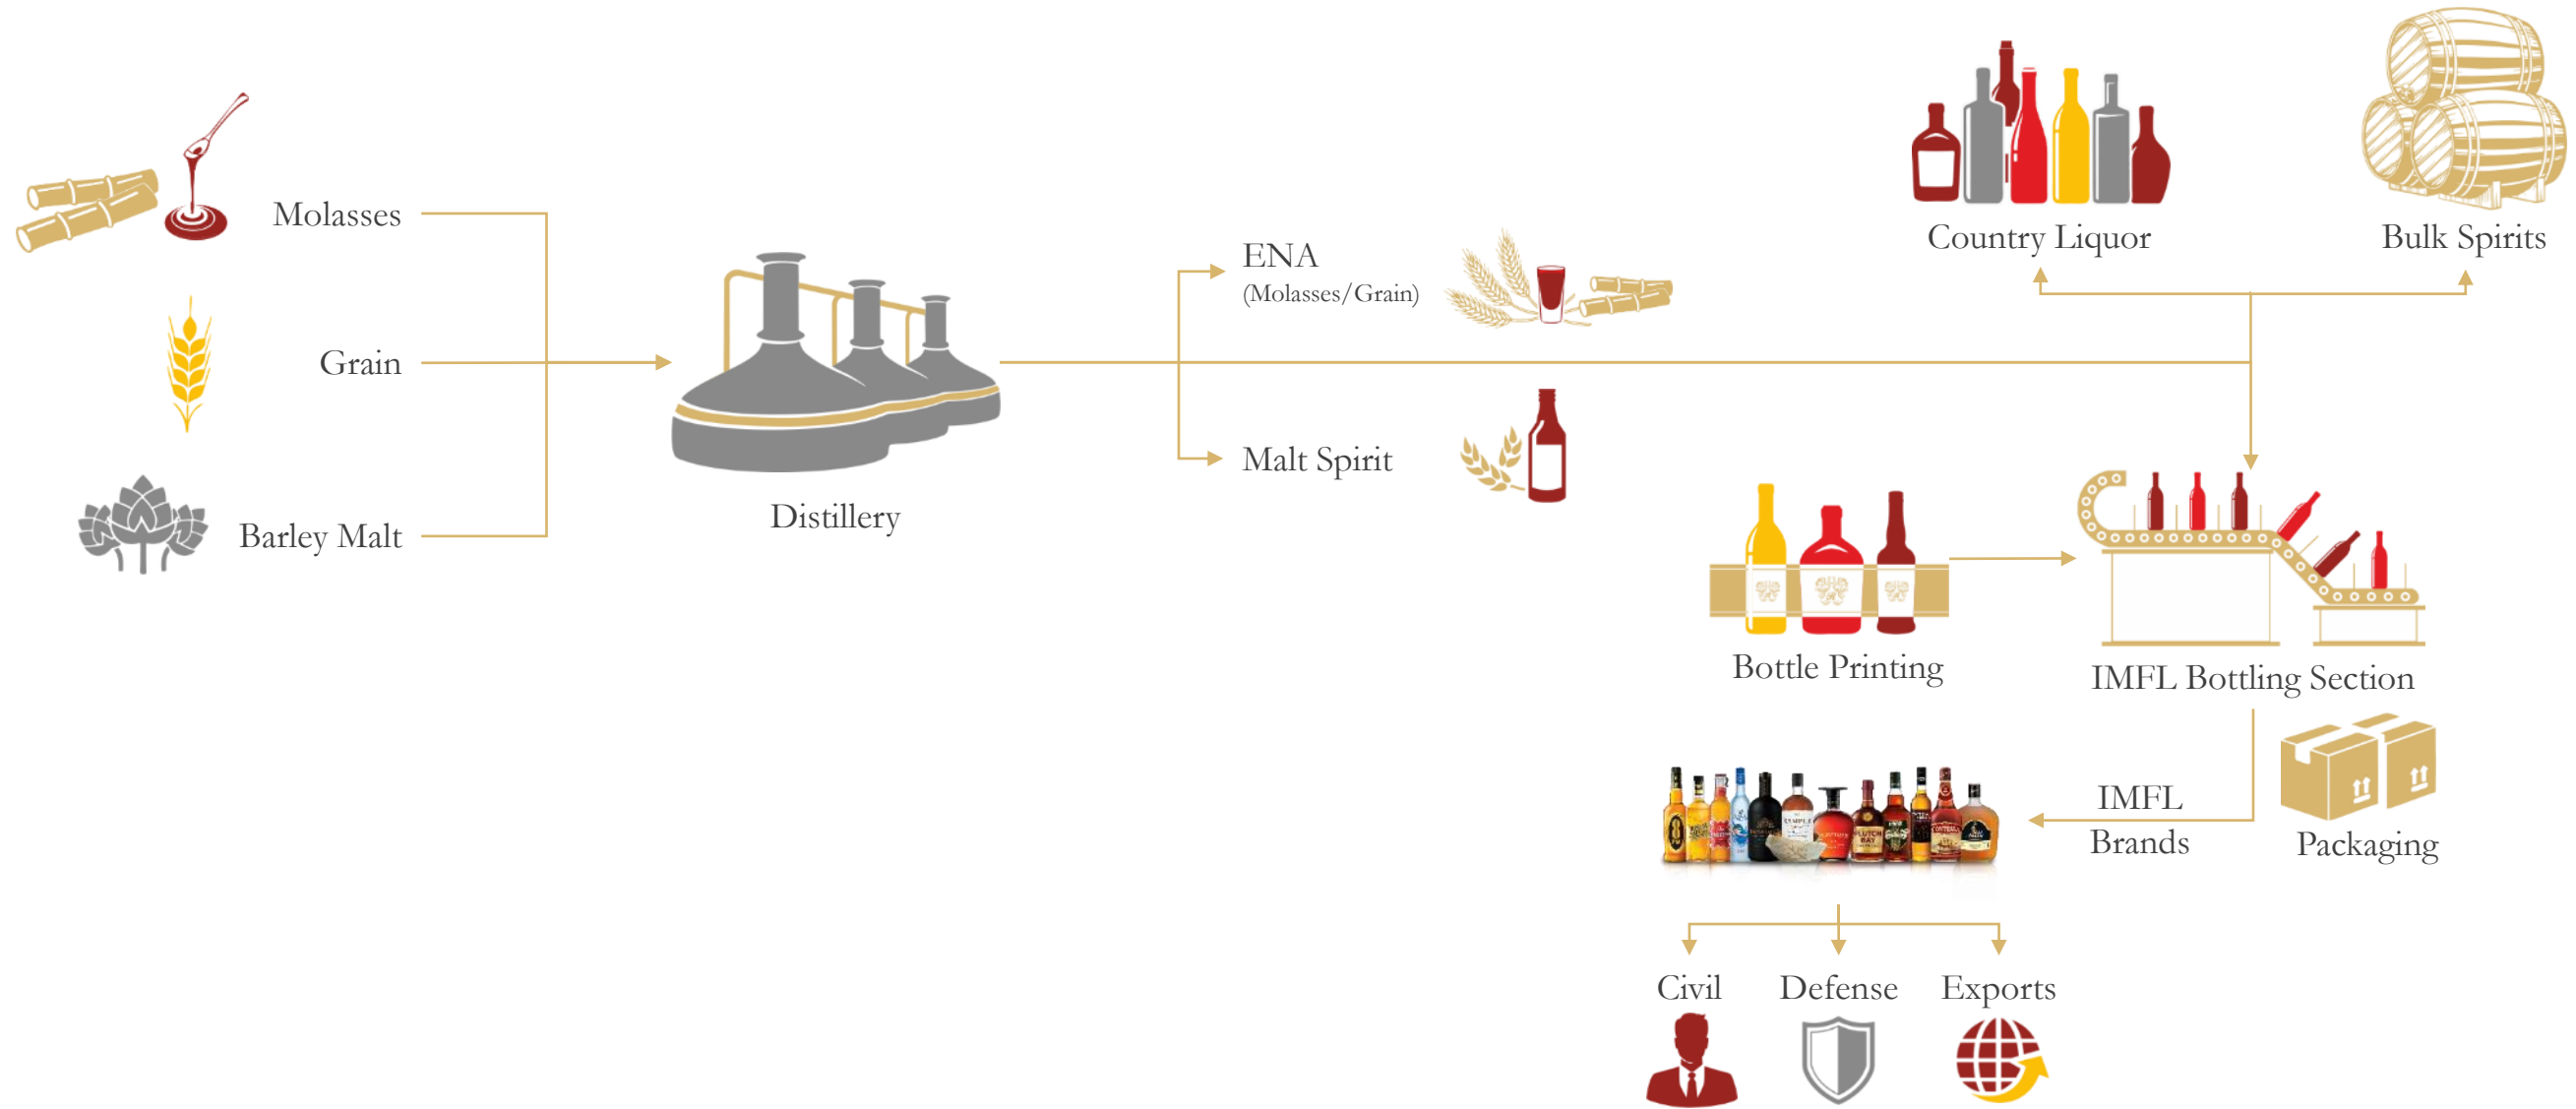 Molasses
Grain
Barley Malt
Distillery
ENA
(Molasses/Grain)
Malt Spirit
Country Liquor
Bulk Spirits
Bottle Printing
IMFL Bottling Section
IMFL
Brands
Packaging
Civil
Defense
Exports